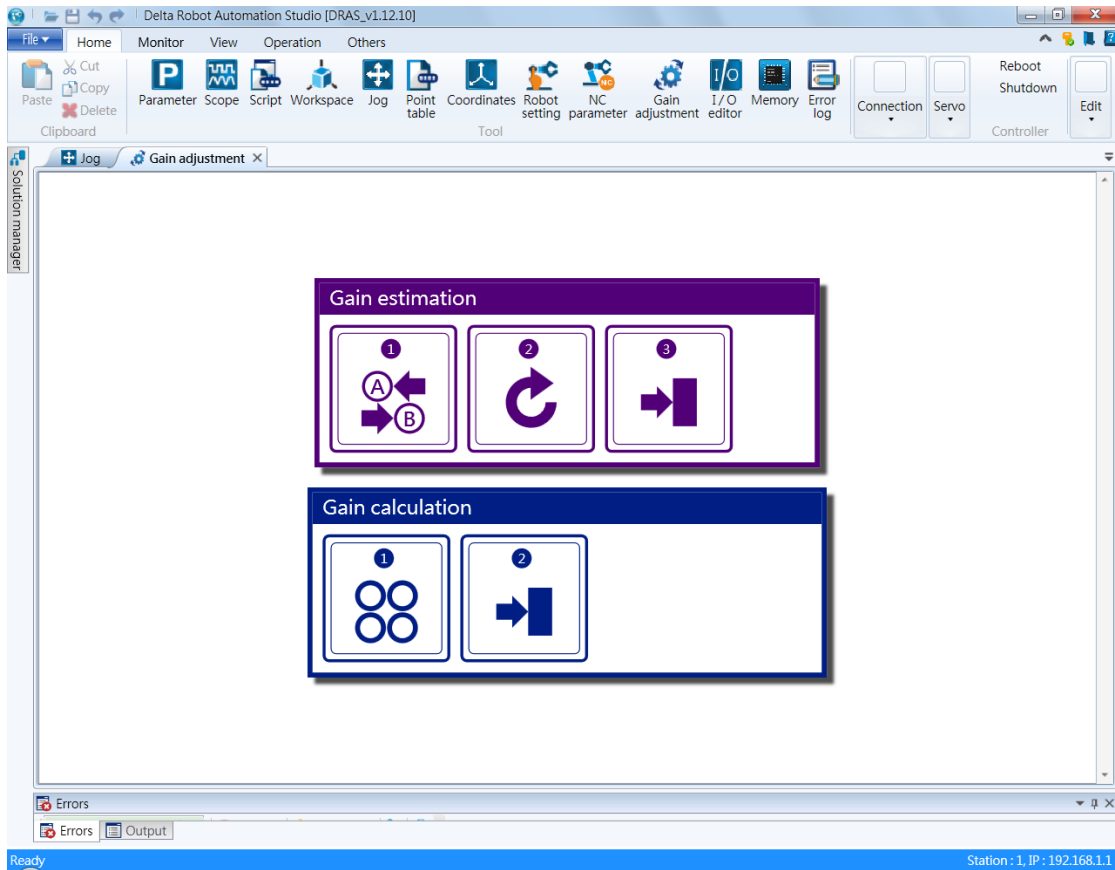 Delta Robot Automation Studio [DRAS_v1.12.10]
File Home Monitor View Operation Others
Paste Cut Copy Delete
Clipboard
Parameter Scope Script Workspace Jog Point table Coordinates Robot setting NC parameter Gain adjustment I/O editor Memory Error log
Tool
Connection Servo
Reboot
Shutdown
Controller
Edit
Solution manager
Jog Gain adjustment
Gain estimation
1 2 3
A
B
Gain calculation
1 2
Errors
Errors Output
Ready Station : 1, IP : 192.168.1.1